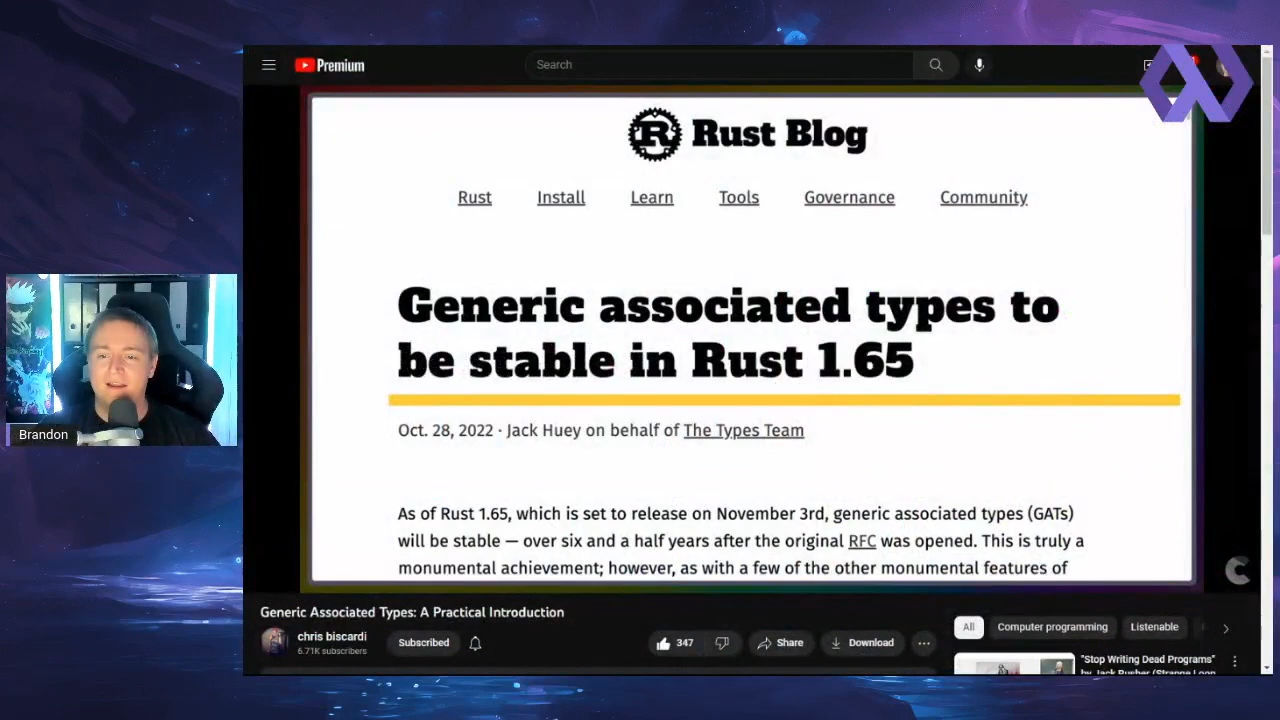 Premium
Search
R Rust Blog
Rust Install Learn Tools Governance Community
Generic associated types to
be stable in Rust 1.65
Oct. 28, 2022 · Jack Huey on behalf of The Types Team
As of Rust 1.65, which is set to release on November 3rd, generic associated types (GATs)
will be stable — over six and a half years after the original RFC was opened. This is truly a
monumental achievement; however, as with a few of the other monumental features of
Brandon
Generic Associated Types: A Practical Introduction
chris biscardi
6.71K subscribers
Subscribed
347
Share
Download
All
Computer programming
Listenable
"Stop Writing Dead Programs"
by Jack Rusher (Strange Loop